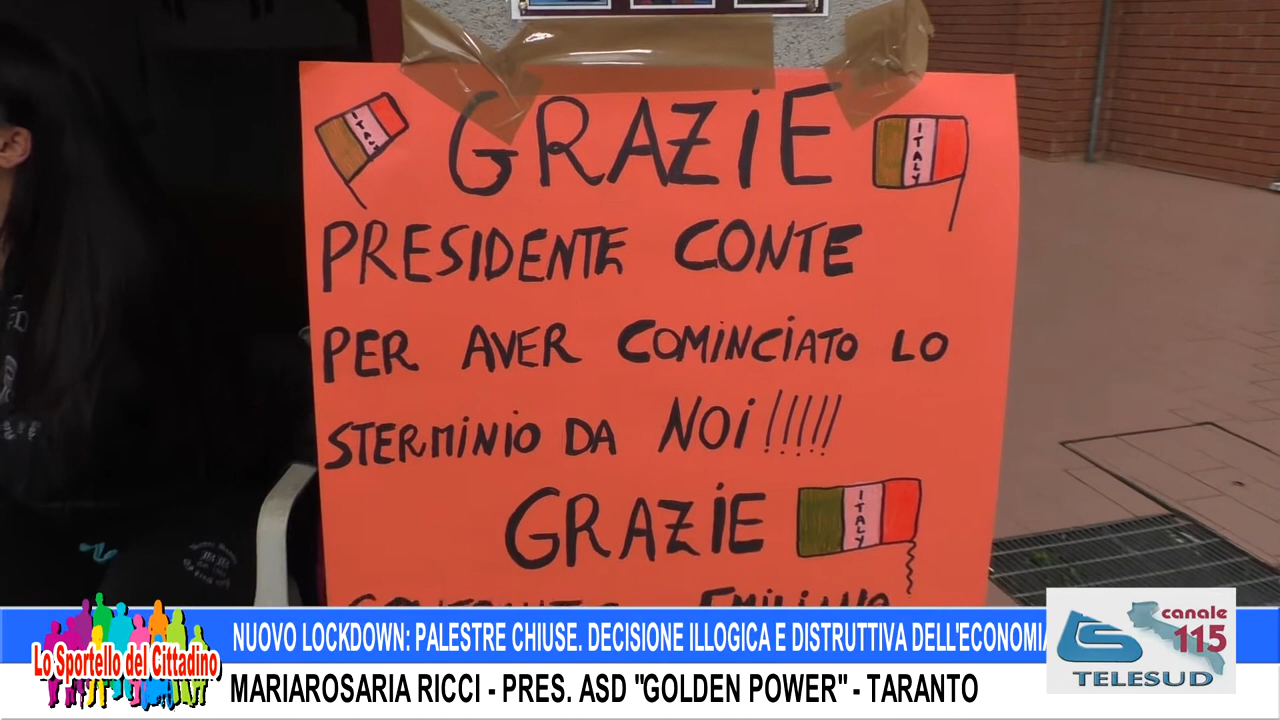 GRAZiE
ITALY
ITALY
PRESIDENTE CONTE
PER AVER COMINCIATO LO
STERMINIO DA NOi!!!!!
GRAZIE
ITALY
EMILIANO
NUOVO LOCKDOWN: PALESTRE CHIUSE. DECISIONE ILLOGICA E DISTRUTTIVA DELL'ECONOMIA
Lo Sportello del Cittadino
MARIAROSARIA RICCI - PRES. ASD "GOLDEN POWER" - TARANTO
canale
115
TELESUD